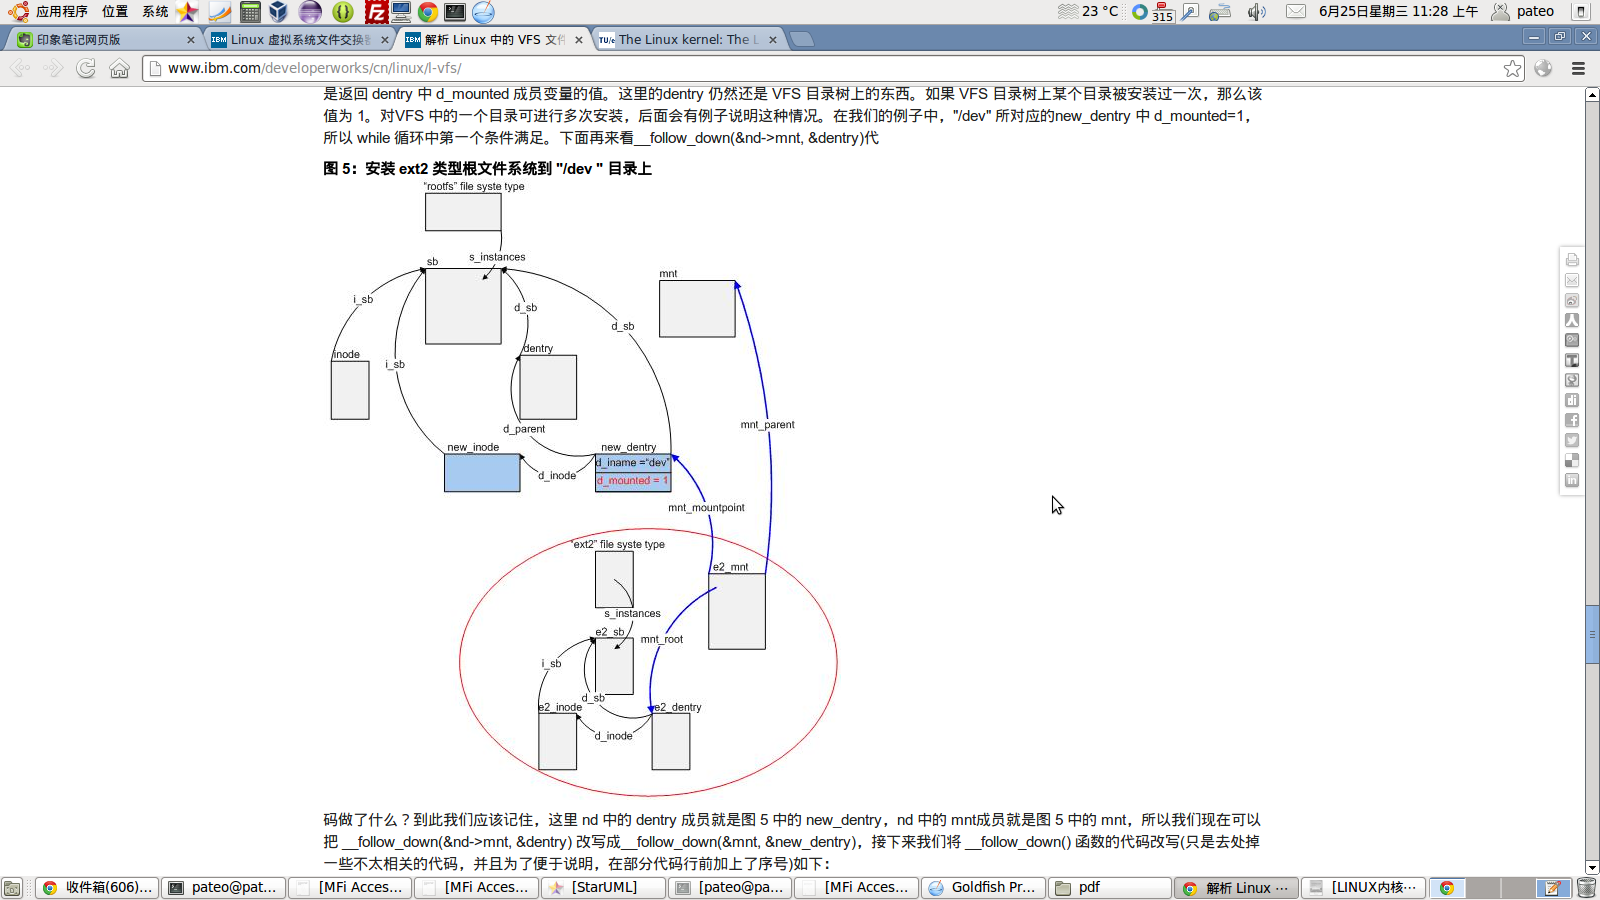 应用程序 位置 系统 23 °C 315 6月25日星期三 11:28 上午 pateo
印象笔记网页版 Linux 虚拟系统文件交换 解析 Linux 中的 VFS 文件 The Linux kernel: The L
www.ibm.com/developerworks/cn/linux/l-vfs/
是返回 dentry 中 d_mounted 成员变量的值。这里的dentry 仍然还是 VFS 目录树上的东西。如果 VFS 目录树上某个目录被安装过一次，那么该
值为 1。对VFS 中的一个目录可进行多次安装，后面会有例子说明这种情况。在我们的例子中，"/dev" 所对应的new_dentry 中 d_mounted=1，
所以 while 循环中第一个条件满足。下面再来看__follow_down(&nd->mnt, &dentry)代
图 5：安装 ext2 类型根文件系统到 "/dev " 目录上
"rootfs" file syste type
s_instances
sb
mnt
i_sb
d_sb
d_sb
dentry
inode
i_sb
mnt_parent
d_parent
new_inode
new_dentry
d_iname ="dev"
d_inode
d_mounted = 1
mnt_mountpoint
"ext2" file syste type
e2_mnt
s_instances
e2_sb
mnt_root
i_sb
d_sb
e2_inode
e2_dentry
d_inode
码做了什么？到此我们应该记住，这里 nd 中的 dentry 成员就是图 5 中的 new_dentry，nd 中的 mnt成员就是图 5 中的 mnt，所以我们现在可以
把 __follow_down(&nd->mnt, &dentry) 改写成__follow_down(&mnt, &new_dentry)，接下来我们将 __follow_down() 函数的代码改写(只是去处掉
一些不太相关的代码，并且为了便于说明，在部分代码行前加上了序号)如下：
收件箱(606)... pateo@pat... [MFi Acces... [MFi Acces... [StarUML] [pateo@pa... [MFi Acces... Goldfish Pr... pdf 解析 Linux ... [LINUX内核...